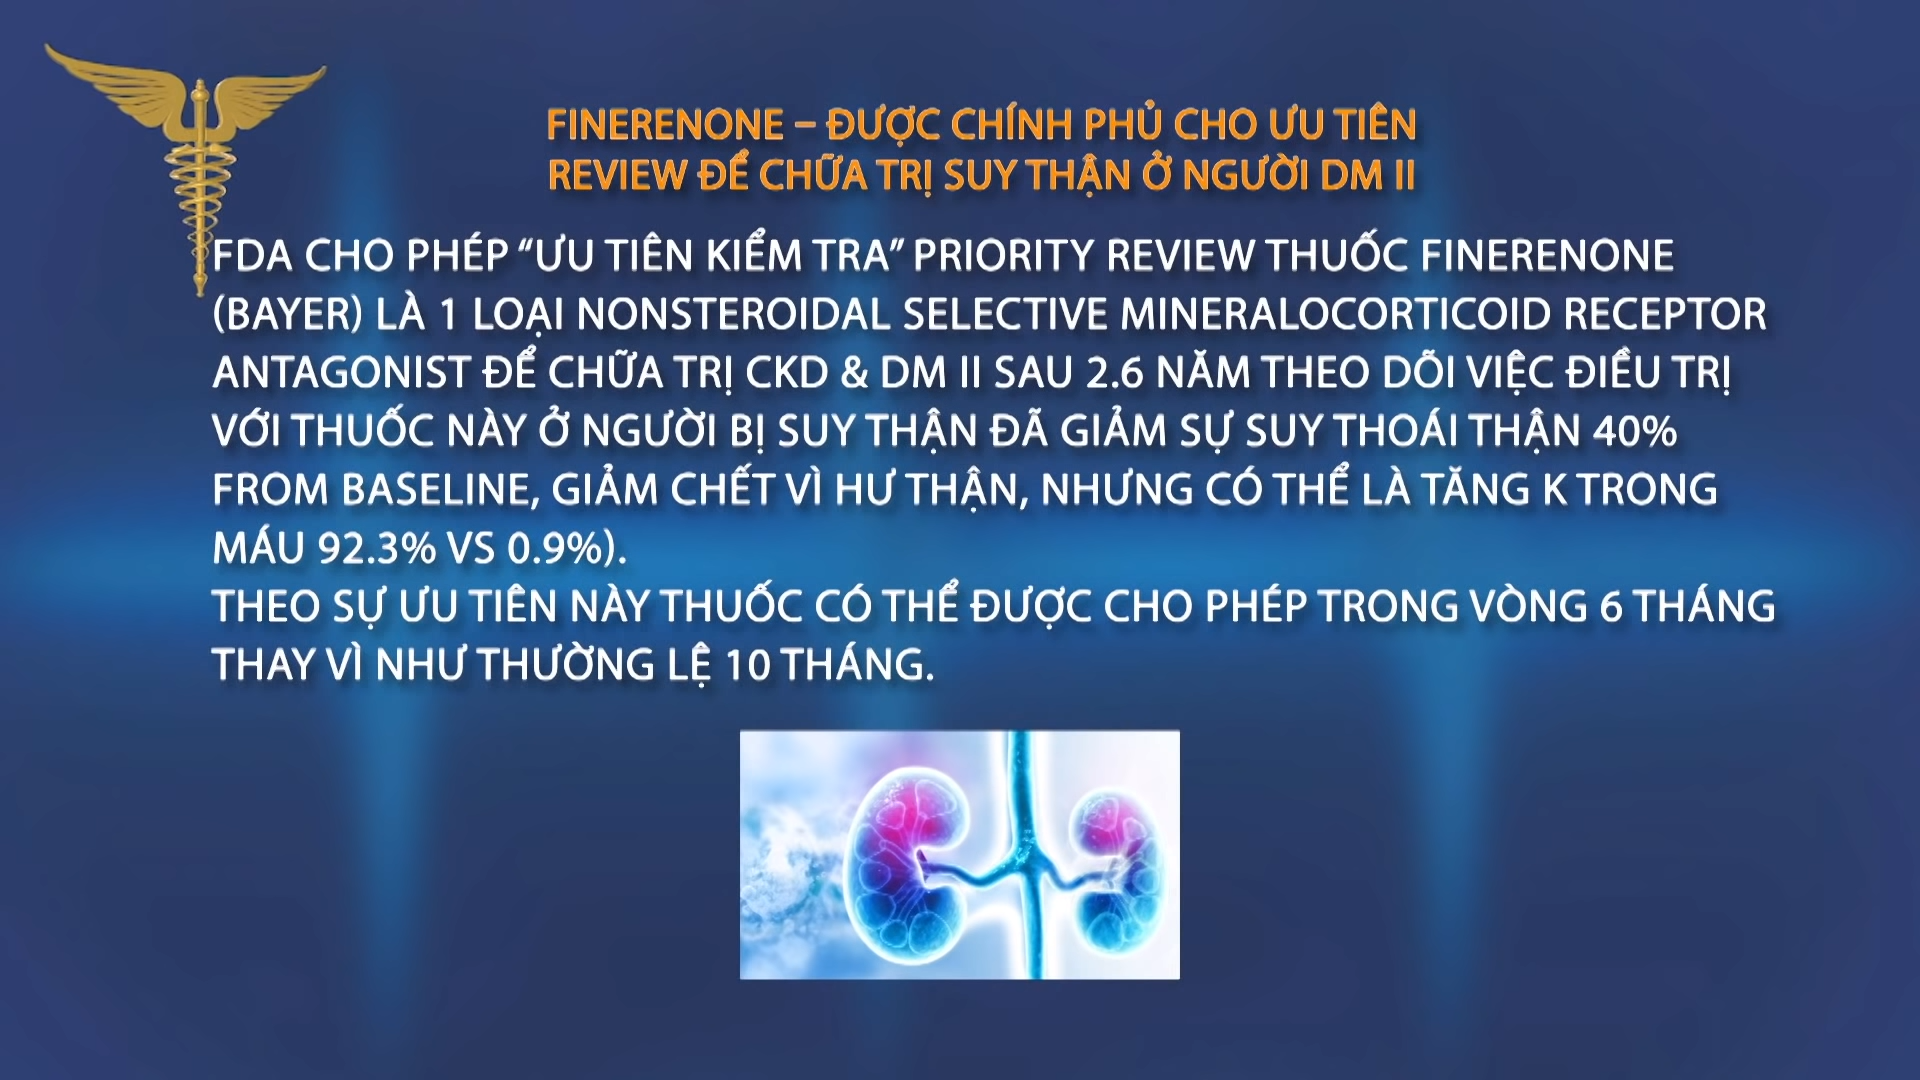 FINERENONE – ĐƯỢC CHÍNH PHỦ CHO ƯU TIÊN
REVIEW ĐỂ CHỮA TRỊ SUY THẬN Ở NGƯỜI DM II
FDA CHO PHÉP “ƯU TIÊN KIỂM TRA” PRIORITY REVIEW THUỐC FINERENONE
(BAYER) LÀ 1 LOẠI NONSTEROIDAL SELECTIVE MINERALOCORTICOID RECEPTOR
ANTAGONIST ĐỂ CHỮA TRỊ CKD & DM II SAU 2.6 NĂM THEO DÕI VIỆC ĐIỀU TRỊ
VỚI THUỐC NÀY Ở NGƯỜI BỊ SUY THẬN ĐÃ GIẢM SỰ SUY THOÁI THẬN 40%
FROM BASELINE, GIẢM CHẾT VÌ HƯ THẬN, NHƯNG CÓ THỂ LÀ TĂNG K TRONG
MÁU 92.3% VS 0.9%).
THEO SỰ ƯU TIÊN NÀY THUỐC CÓ THỂ ĐƯỢC CHO PHÉP TRONG VÒNG 6 THÁNG
THAY VÌ NHƯ THƯỜNG LỆ 10 THÁNG.